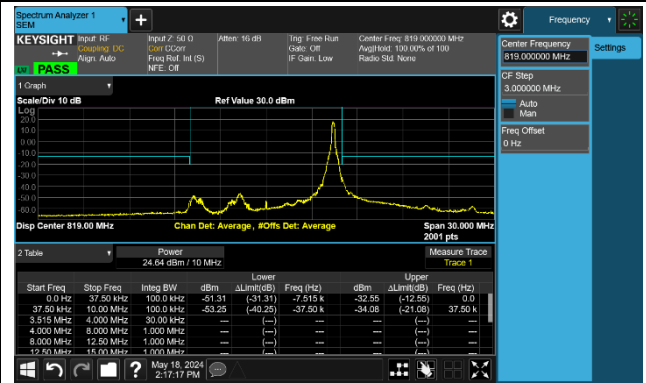 Spectrum Analyzer 1
SEM
Frequency
KEYSIGHT
Input: RF
Coupling: DC
Align: Auto
Input Z: 50 Ω
Corr CCorr
Freq Ref: Int (S)
NFE: Off
Atten: 16 dB
Trig: Free Run
Gate: Off
IF Gain: Low
Center Freq: 819.000000 MHz
Avg|Hold: 100.00% of 100
Radio Std: None
PASS
Center Frequency
819.000000 MHz
Settings
CF Step
3.000000 MHz
Auto
Man
Freq Offset
0 Hz
1 Graph
Scale/Div 10 dB
Ref Value 30.0 dBm
Log
20.0
10.0
0.00
-10.0
-20.0
-30.0
-40.0
-50.0
-60.0
Disp Center 819.00 MHz
Chan Det: Average, #Offs Det: Average
Span 30.000 MHz
2001 pts
2 Table
Power
24.64 dBm / 10 MHz
Measure Trace
Trace 1
Lower Upper
Start Freq Stop Freq Integ BW dBm ΔLimit(dB) Freq (Hz) dBm ΔLimit(dB) Freq (Hz)
0.0 Hz 37.50 kHz 100.0 kHz -51.31 (-31.31) -7.515 k -32.55 (-12.55) 0.0
37.50 kHz 10.00 MHz 100.0 kHz -53.25 (-40.25) -37.50 k -34.08 (-21.08) 37.50 k
3.515 MHz 4.000 MHz 30.00 kHz --- (---) --- --- (---) ---
4.000 MHz 8.000 MHz 1.000 MHz --- (---) --- --- (---) ---
8.000 MHz 12.50 MHz 1.000 MHz --- (---) --- --- (---) ---
12.50 MHz 15.00 MHz 1.000 MHz --- (---) --- --- (---) ---
?
May 18, 2024
2:17:17 PM